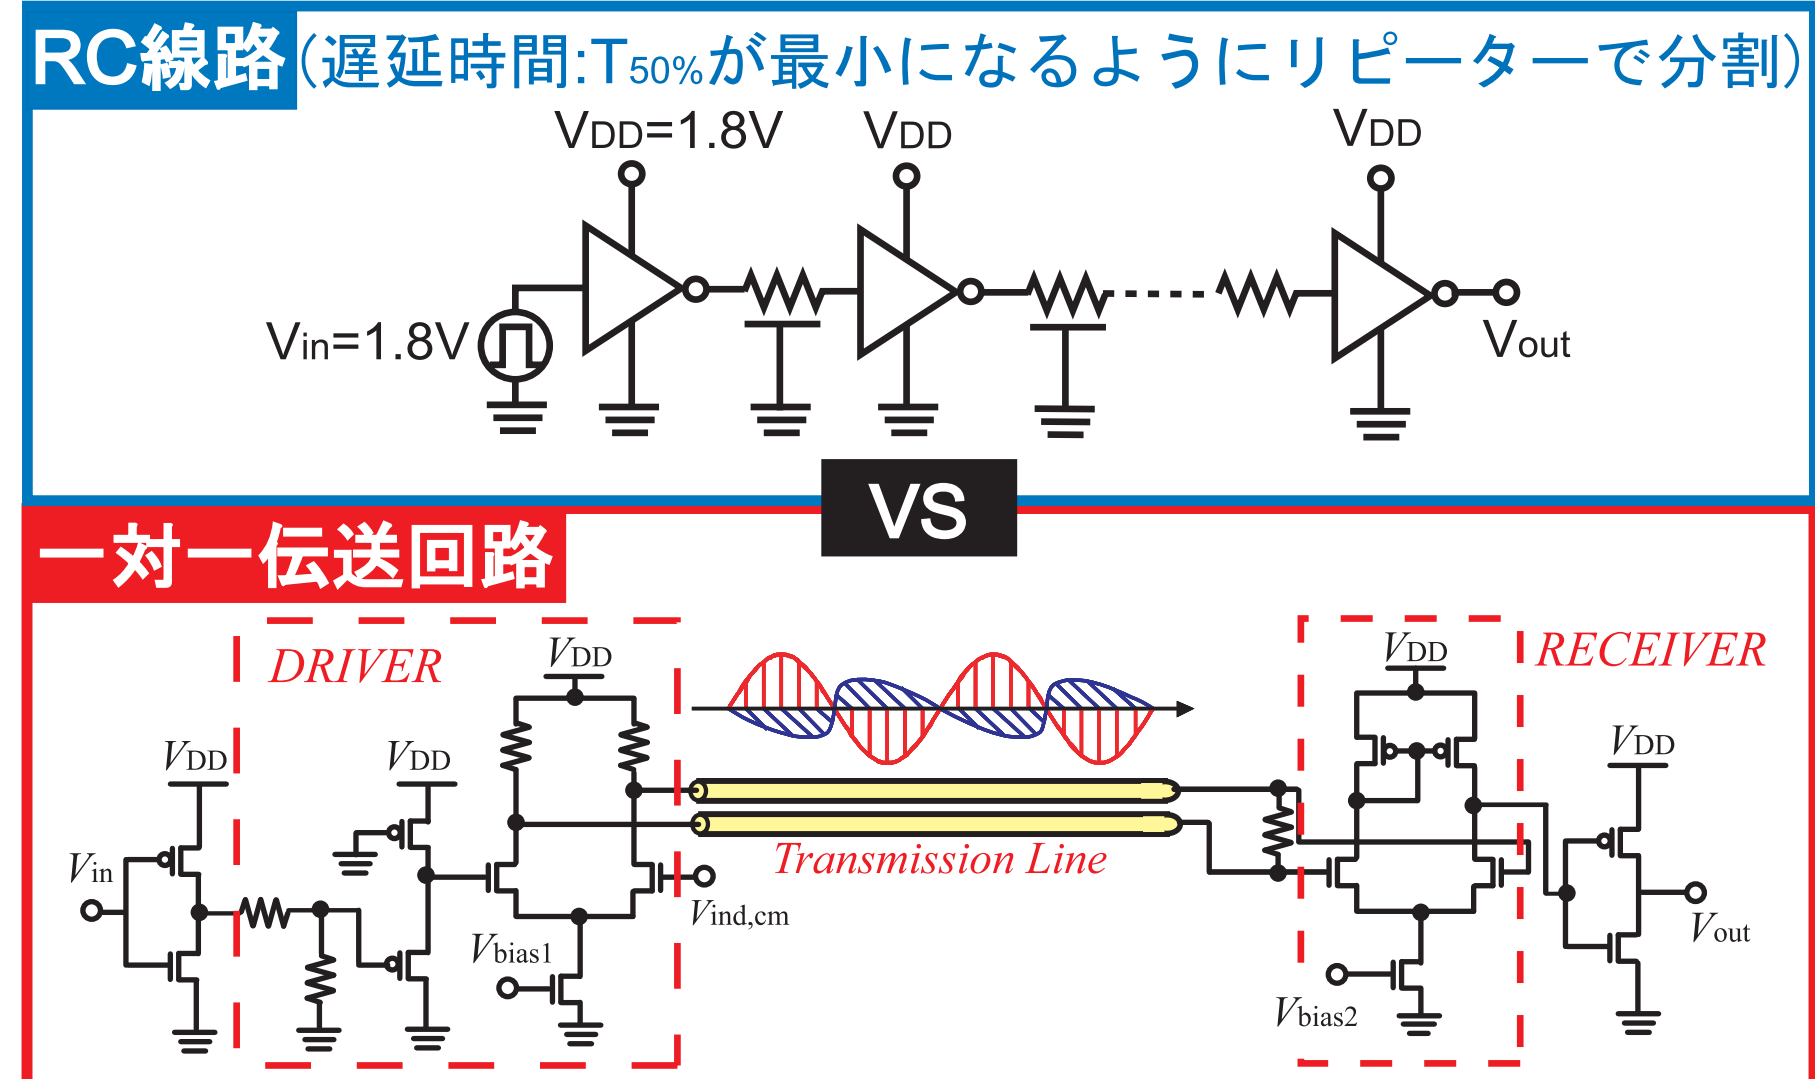 RC線路(遅延時間:T50%が最小になるようにリピーターで分割)
VDD=1.8V VDD VDD
Vin=1.8V
Vout
VS
一対一伝送回路
DRIVER
VDD
VDD
RECEIVER
VDD
VDD
VDD
Vin
Transmission Line
Vind,cm
Vbias1
Vout
Vbias2